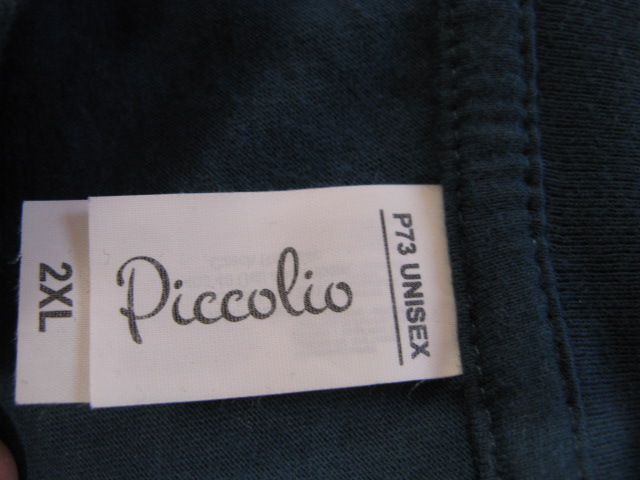 2XL
Piccolio
P73 UNISEX